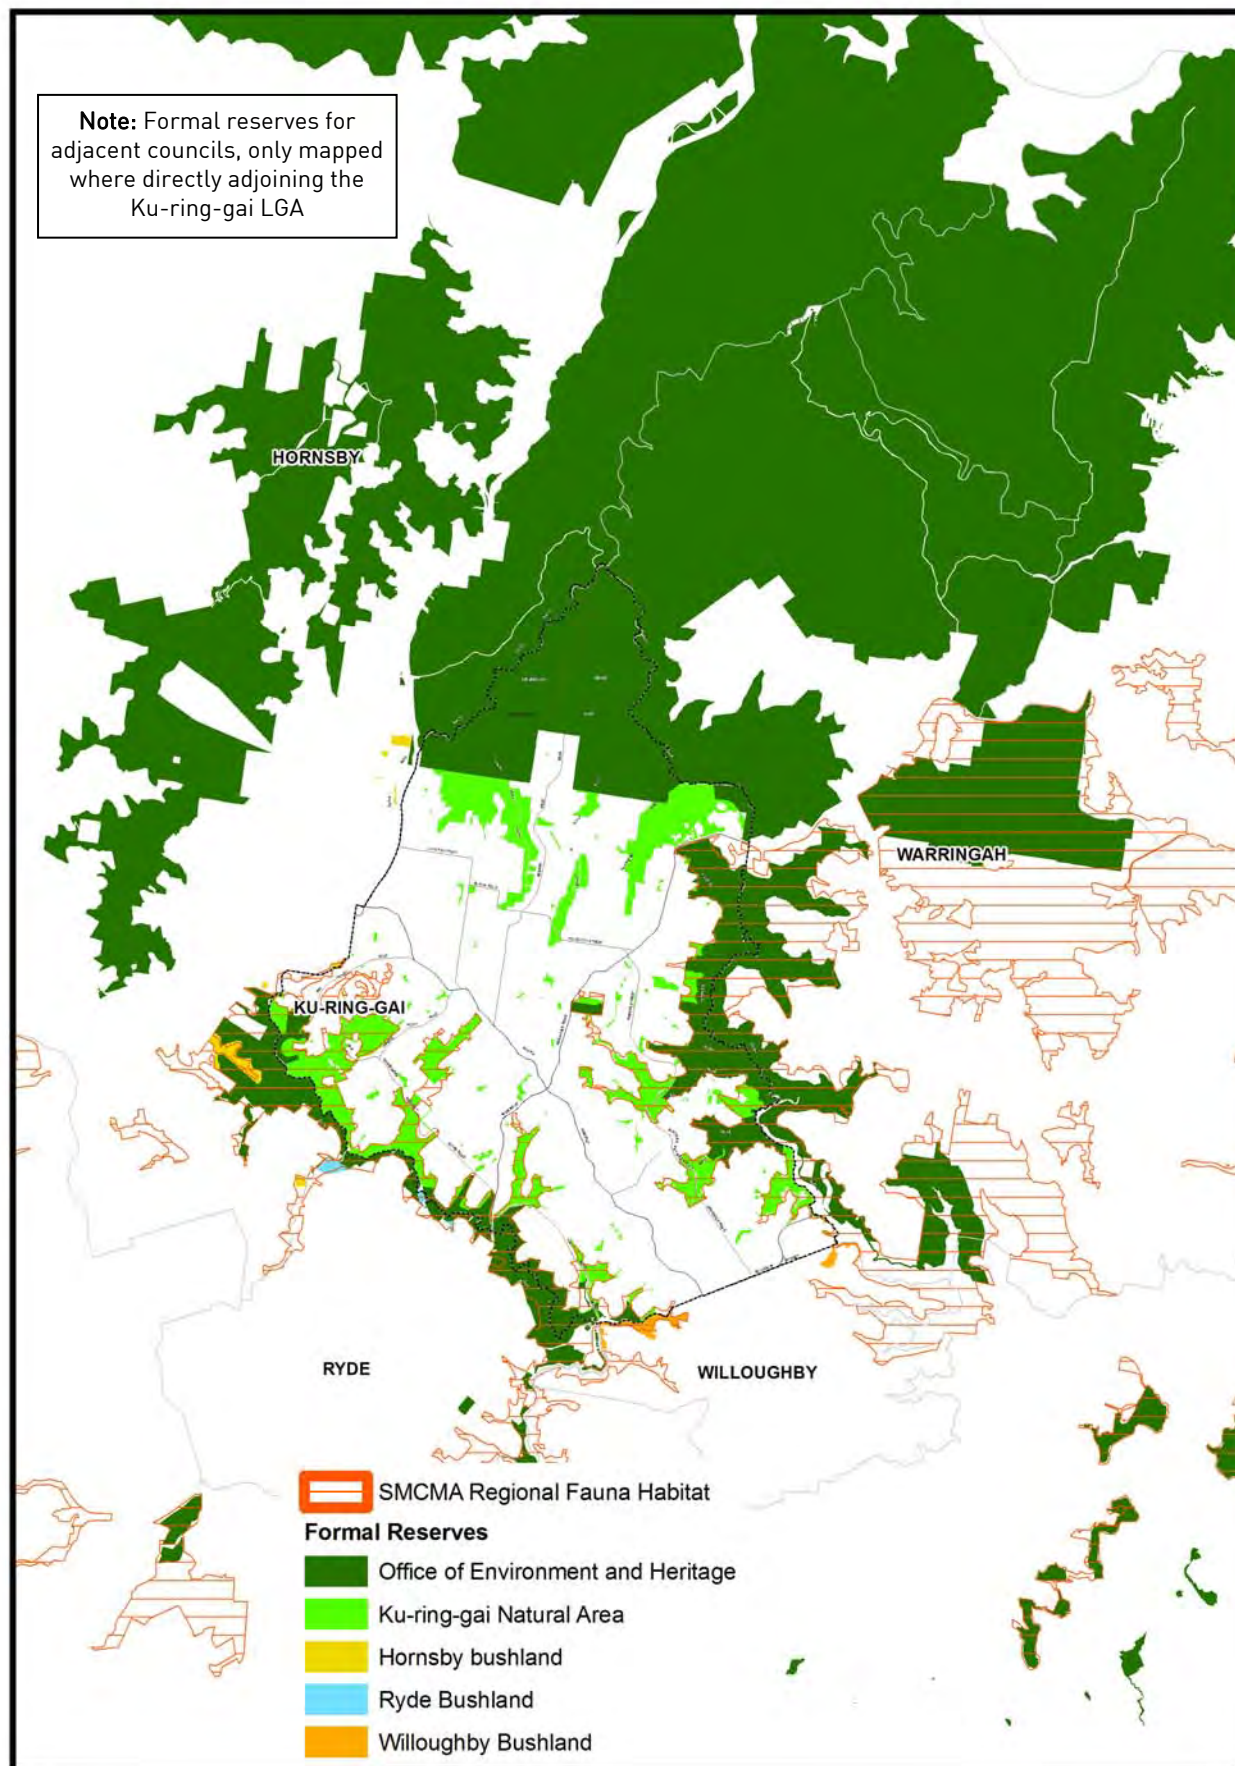 Note: Formal reserves for
adjacent councils, only mapped
where directly adjoining the
Ku-ring-gai LGA
HORNSBY
WARRINGAH
KU-RING-GAI
RYDE
WILLOUGHBY
SMCMA Regional Fauna Habitat
Formal Reserves
Office of Environment and Heritage
Ku-ring-gai Natural Area
Hornsby bushland
Ryde Bushland
Willoughby Bushland